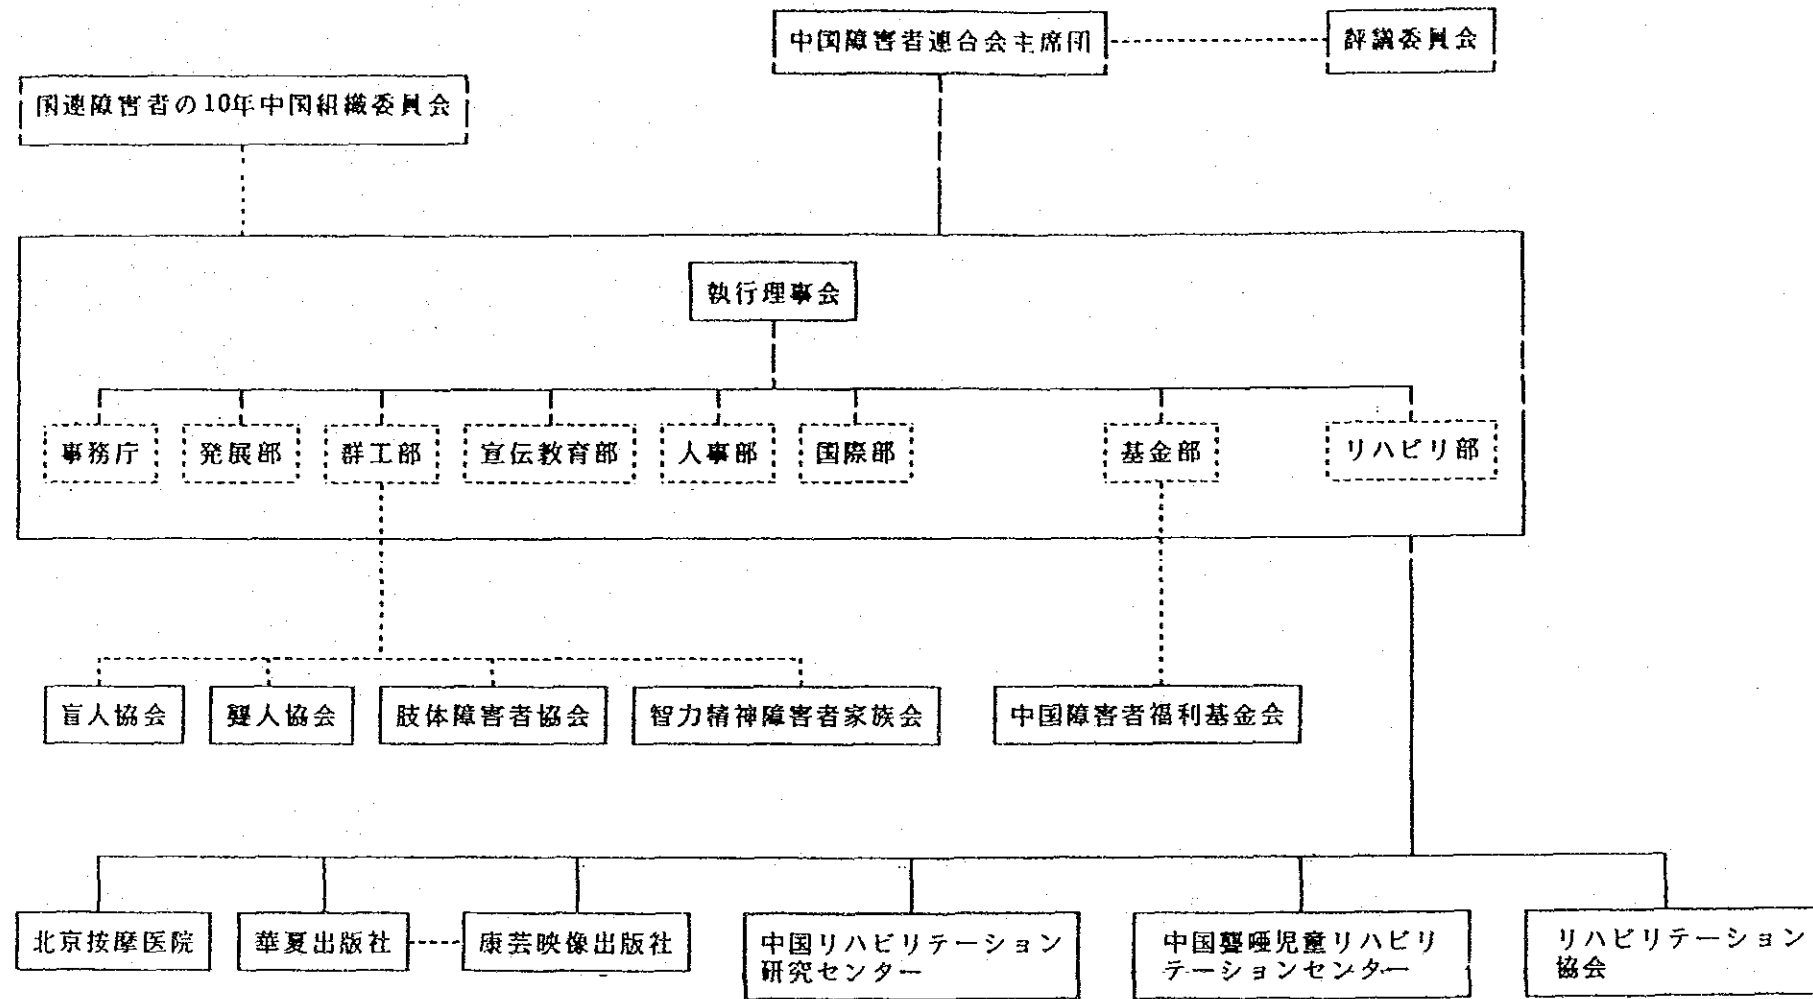 中国障害者連合会主席団
評議委員会
国連障害者の10年中国組織委員会
執行理事会
事務庁
発展部
群工部
宣伝教育部
人事部
国際部
基金部
リハビリ部
盲人協会
聾人協会
肢体障害者協会
智力精神障害者家族会
中国障害者福利基金会
北京按摩医院
華夏出版社
康芸映像出版社
中国リハビリテーション
研究センター
中国聾唖児童リハビリ
テーションセンター
リハビリテーション
協会